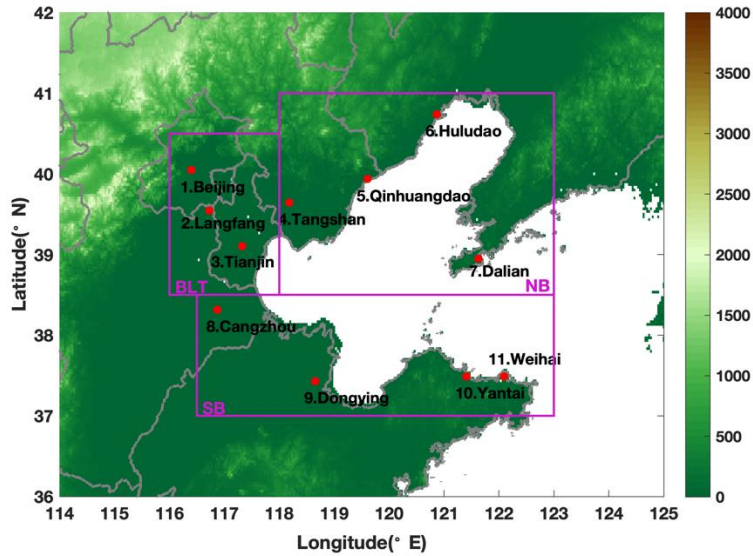 42
41
40
39
38
37
36
Latitude(° N)
114 115 116 117 118 119 120 121 122 123 124 125
Longitude(° E)
6.Huludao
1.Beijing
5.Qinhuangdao
2.Langfang
4.Tangshan
3.Tianjin
7.Dalian
BLT
NB
8.Cangzhou
11.Weihai
9.Dongying
10.Yantai
SB
4000
3500
3000
2500
2000
1500
1000
500
0